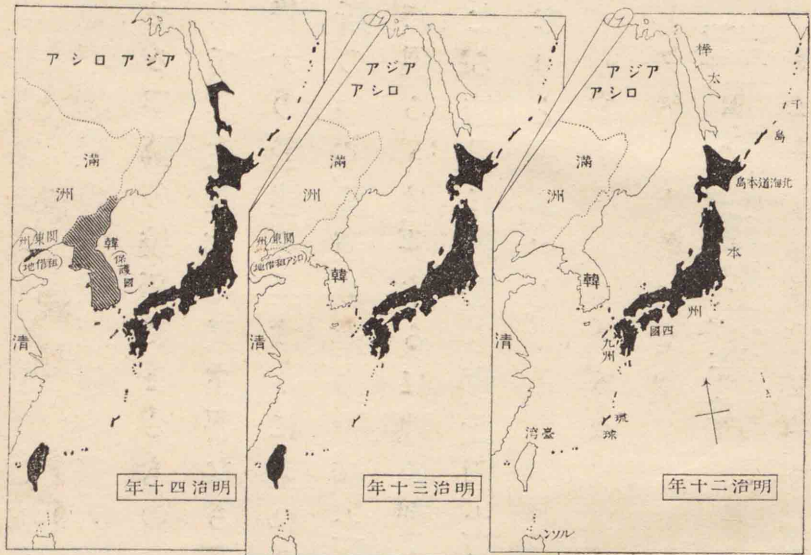 樺太
千島
アジア
ロシア
満洲
北海道本島
韓
本州
四國
九州
清
琉球
臺湾
ルソン
明治二十年
アジア
ロシア
満洲
関東州
(ロシア租借地)
韓
清
明治三十年
アジアロシア
満洲
関東州
(租借地)
韓
(保護國)
清
明治四十年